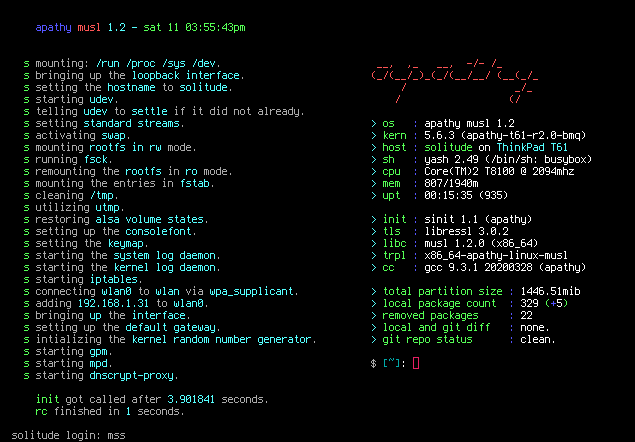 apathy musl 1.2 - sat 11 03:55:43pm
s mounting: /run /proc /sys /dev.
s bringing up the loopback interface.
s setting the hostname to solitude.
s starting udev.
s telling udev to settle if it did not already.
s setting standard streams.
s activating swap.
s mounting rootfs in rw mode.
s running fsck.
s remounting the rootfs in ro mode.
s mounting the entries in fstab.
s cleaning /tmp.
s utilizing utmp.
s restoring alsa volume states.
s setting up the consolefont.
s setting the keymap.
s starting the system log daemon.
s starting the kernel log daemon.
s starting iptables.
s connecting wlan0 to wlan via wpa_supplicant.
s adding 192.168.1.31 to wlan0.
s bringing up the interface.
s setting up the default gateway.
s intializing the kernel random number generator.
s starting gpm.
s starting mpd.
s starting dnscrypt-proxy.
init got called after 3.901841 seconds.
rc finished in 1 seconds.
solitude login: mss
__,  ,_   __,  -/- /_
(_/(__/_)_(_/(__/__/ (__(_/_
/                _/_
/                (/
> os   : apathy musl 1.2
> kern : 5.6.3 (apathy-t61-r2.0-bmq)
> host : solitude on ThinkPad T61
> sh   : yash 2.49 (/bin/sh: busybox)
> cpu  : Core(TM)2 T8100 @ 2094mhz
> mem  : 807/1940m
> upt  : 00:15:35 (935)
> init : sinit 1.1 (apathy)
> tls  : libressl 3.0.2
> libc : musl 1.2.0 (x86_64)
> trpl : x86_64-apathy-linux-musl
> cc   : gcc 9.3.1 20200328 (apathy)
> total partition size : 1446.51mib
> local package count  : 329 (+5)
> removed packages     : 22
> local and git diff   : none.
> git repo status      : clean.
$ [~]: